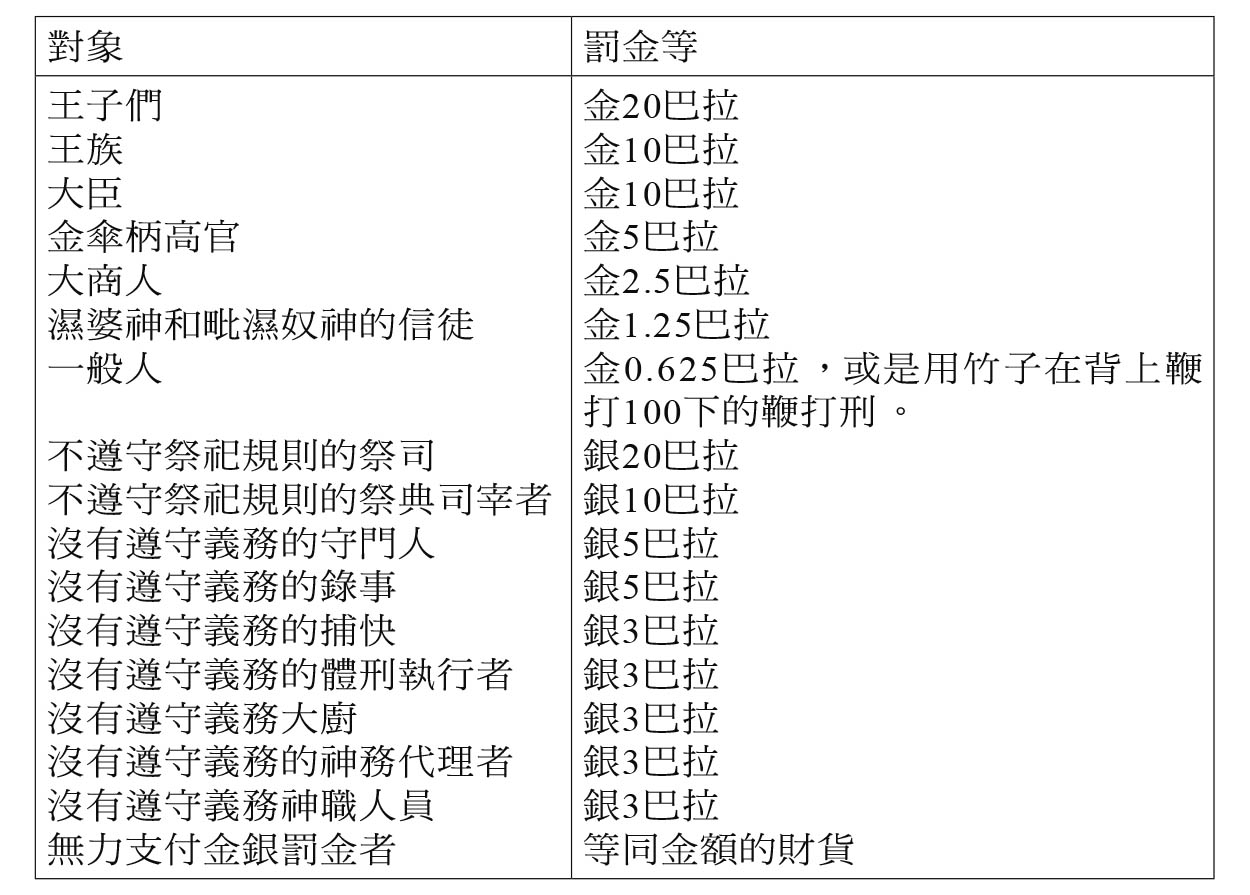 對象 罰金等
王子們 金20巴拉
王族 金10巴拉
大臣 金10巴拉
金傘柄高官 金5巴拉
大商人 金2.5巴拉
濕婆神和毗濕奴神的信徒 金1.25巴拉
一般人 金0.625巴拉，或是用竹子在背上鞭
打100下的鞭打刑。
不遵守祭祀規則的祭司 銀20巴拉
不遵守祭祀規則的祭典司宰者 銀10巴拉
沒有遵守義務的守門人 銀5巴拉
沒有遵守義務的錄事 銀5巴拉
沒有遵守義務的捕快 銀3巴拉
沒有遵守義務的體刑執行者 銀3巴拉
沒有遵守義務大廚 銀3巴拉
沒有遵守義務的神務代理者 銀3巴拉
沒有遵守義務神職人員 銀3巴拉
無力支付金銀罰金者 等同金額的財貨